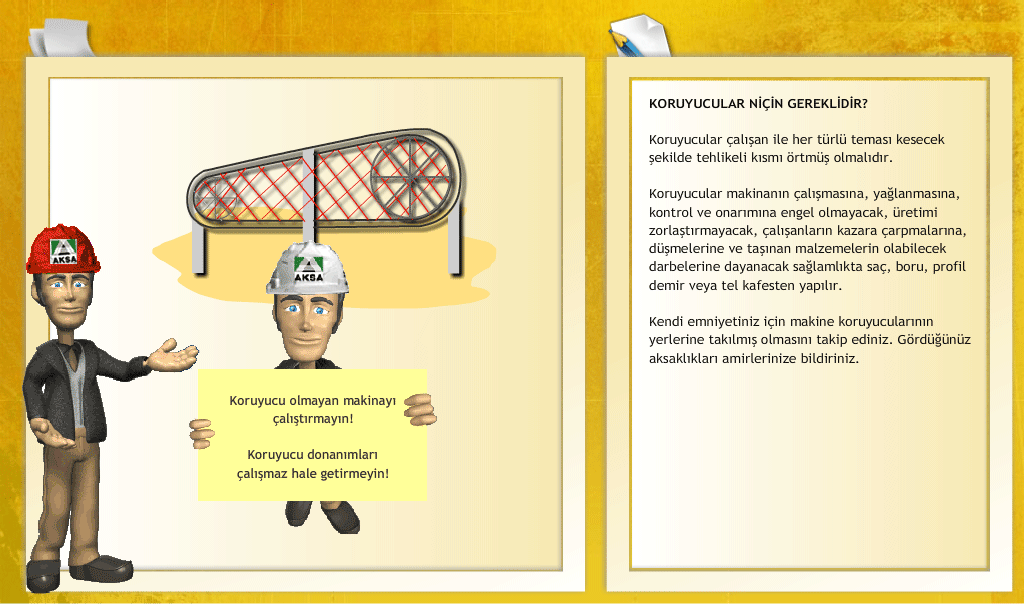 AKSA
AKSA
Koruyucu olmayan makinayı
çalıştırmayın!
Koruyucu donanımları
çalışmaz hale getirmeyin!
KORUYUCULAR NİÇİN GEREKLİDİR?
Koruyucular çalışan ile her türlü teması kesecek
şekilde tehlikeli kısmı örtmüş olmalıdır.
Koruyucular makinanın çalışmasına, yağlanmasına,
kontrol ve onarımına engel olmayacak, üretimi
zorlaştırmayacak, çalışanların kazara çarpmalarına,
düşmelerine ve taşınan malzemelerin olabilecek
darbelerine dayanacak sağlamlıkta saç, boru, profil
demir veya tel kafesten yapılır.
Kendi emniyetiniz için makine koruyucularının
yerlerine takılmış olmasını takip ediniz. Gördüğünüz
aksaklıkları amirlerinize bildiriniz.